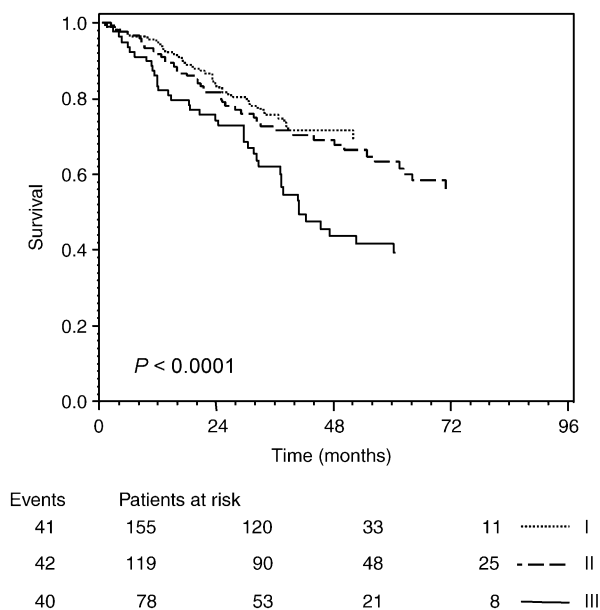 1.0
0.8
0.6
0.4
0.2
0.0
Survival
P < 0.0001
0 24 48 72 96
Time (months)
Events Patients at risk
41 155 120 33 11 I
42 119 90 48 25 II
40 78 53 21 8 III